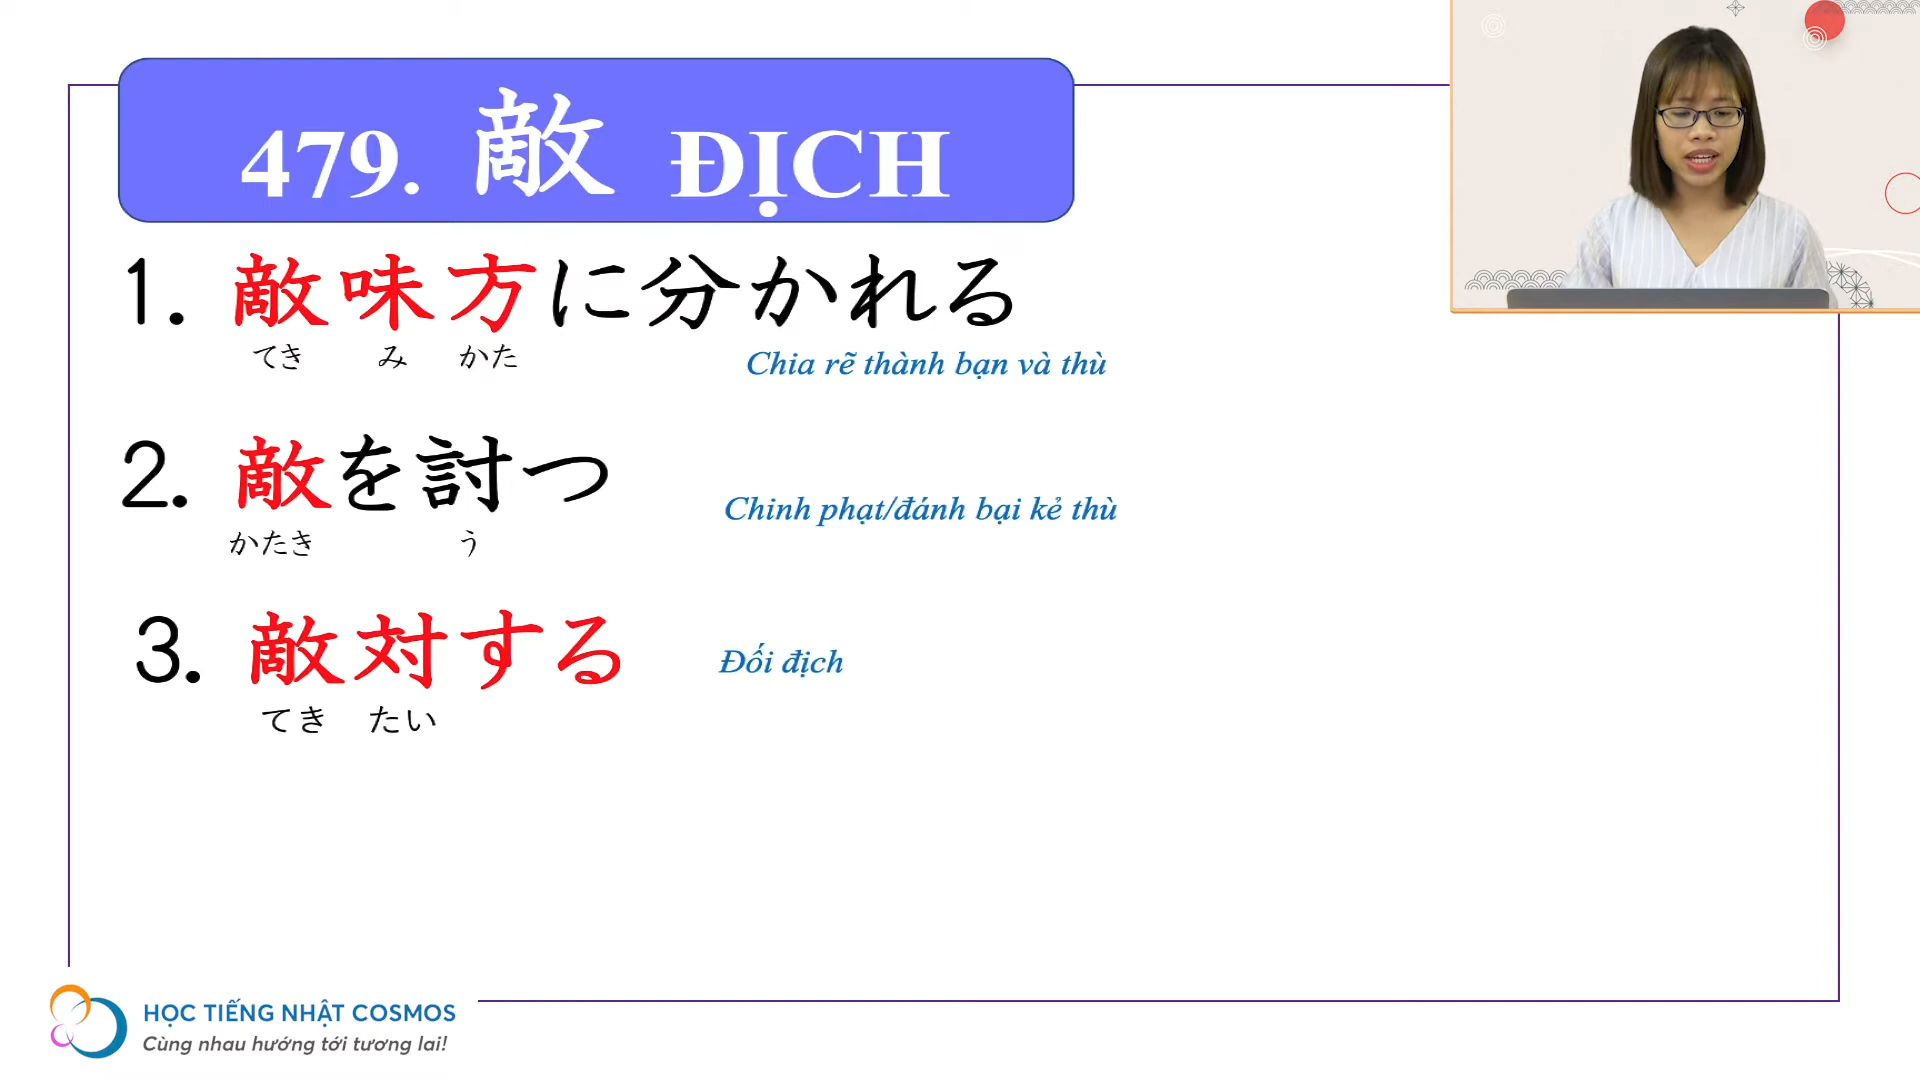 479. 敵 ĐỊCH
1. 敵味方に分かれる
てき み かた
Chia rẽ thành bạn và thù
2. 敵を討つ
かたき う
Chinh phạt/đánh bại kẻ thù
3. 敵対する
てき たい
Đối địch
HỌC TIẾNG NHẬT COSMOS
Cùng nhau hướng tới tương lai!